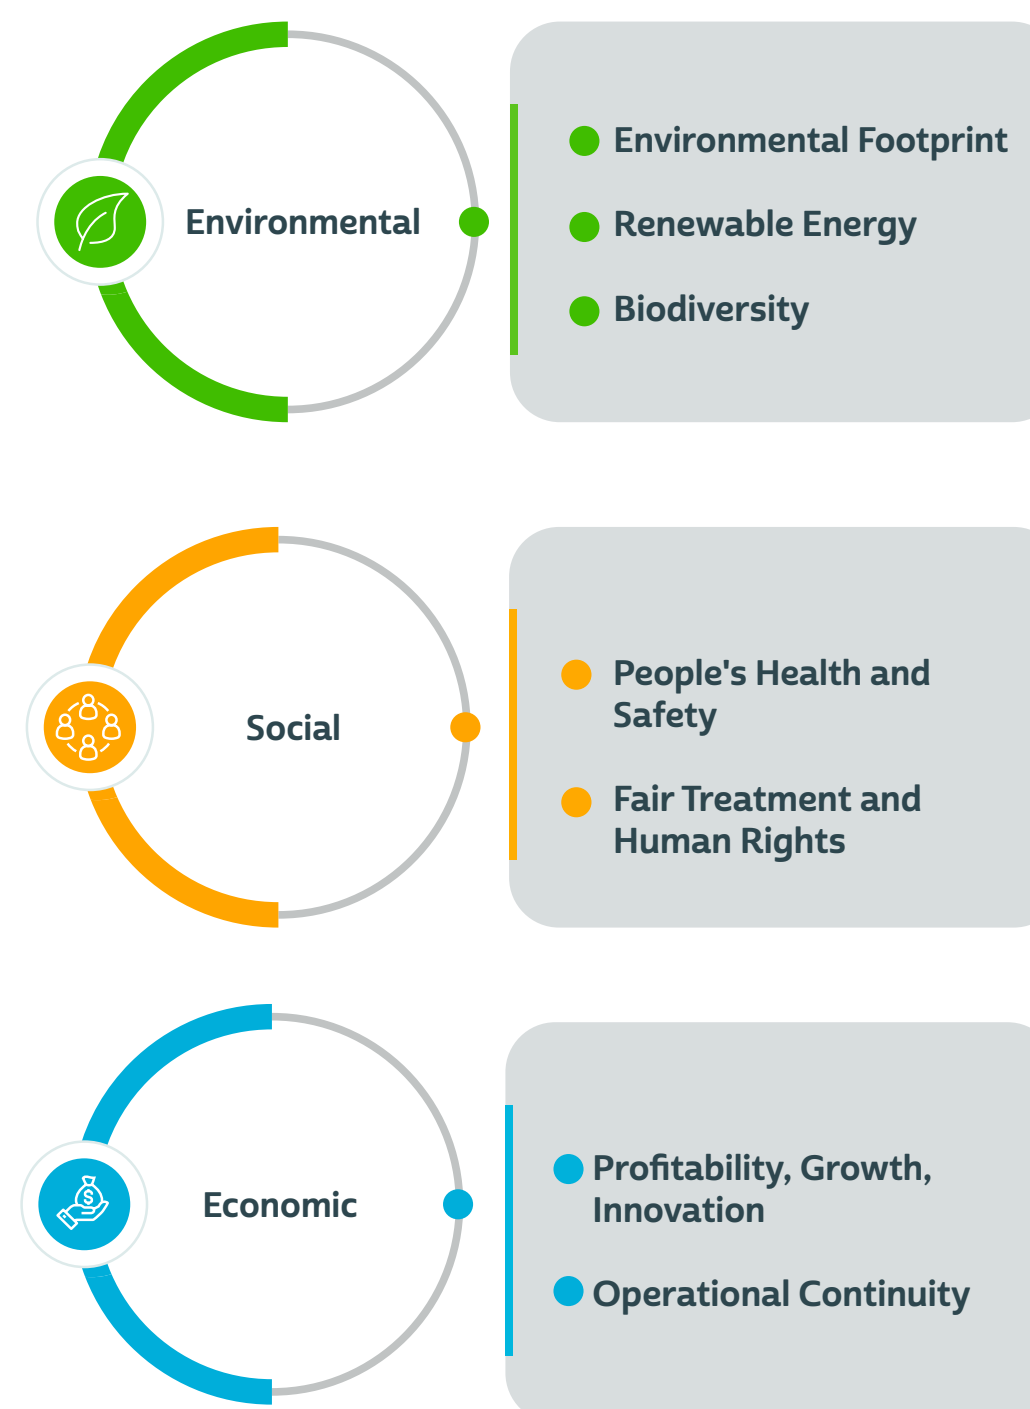 Environmental
Environmental Footprint
Renewable Energy
Biodiversity
Social
People's Health and
Safety
Fair Treatment and
Human Rights
$
Economic
Profitability, Growth,
Innovation
Operational Continuity